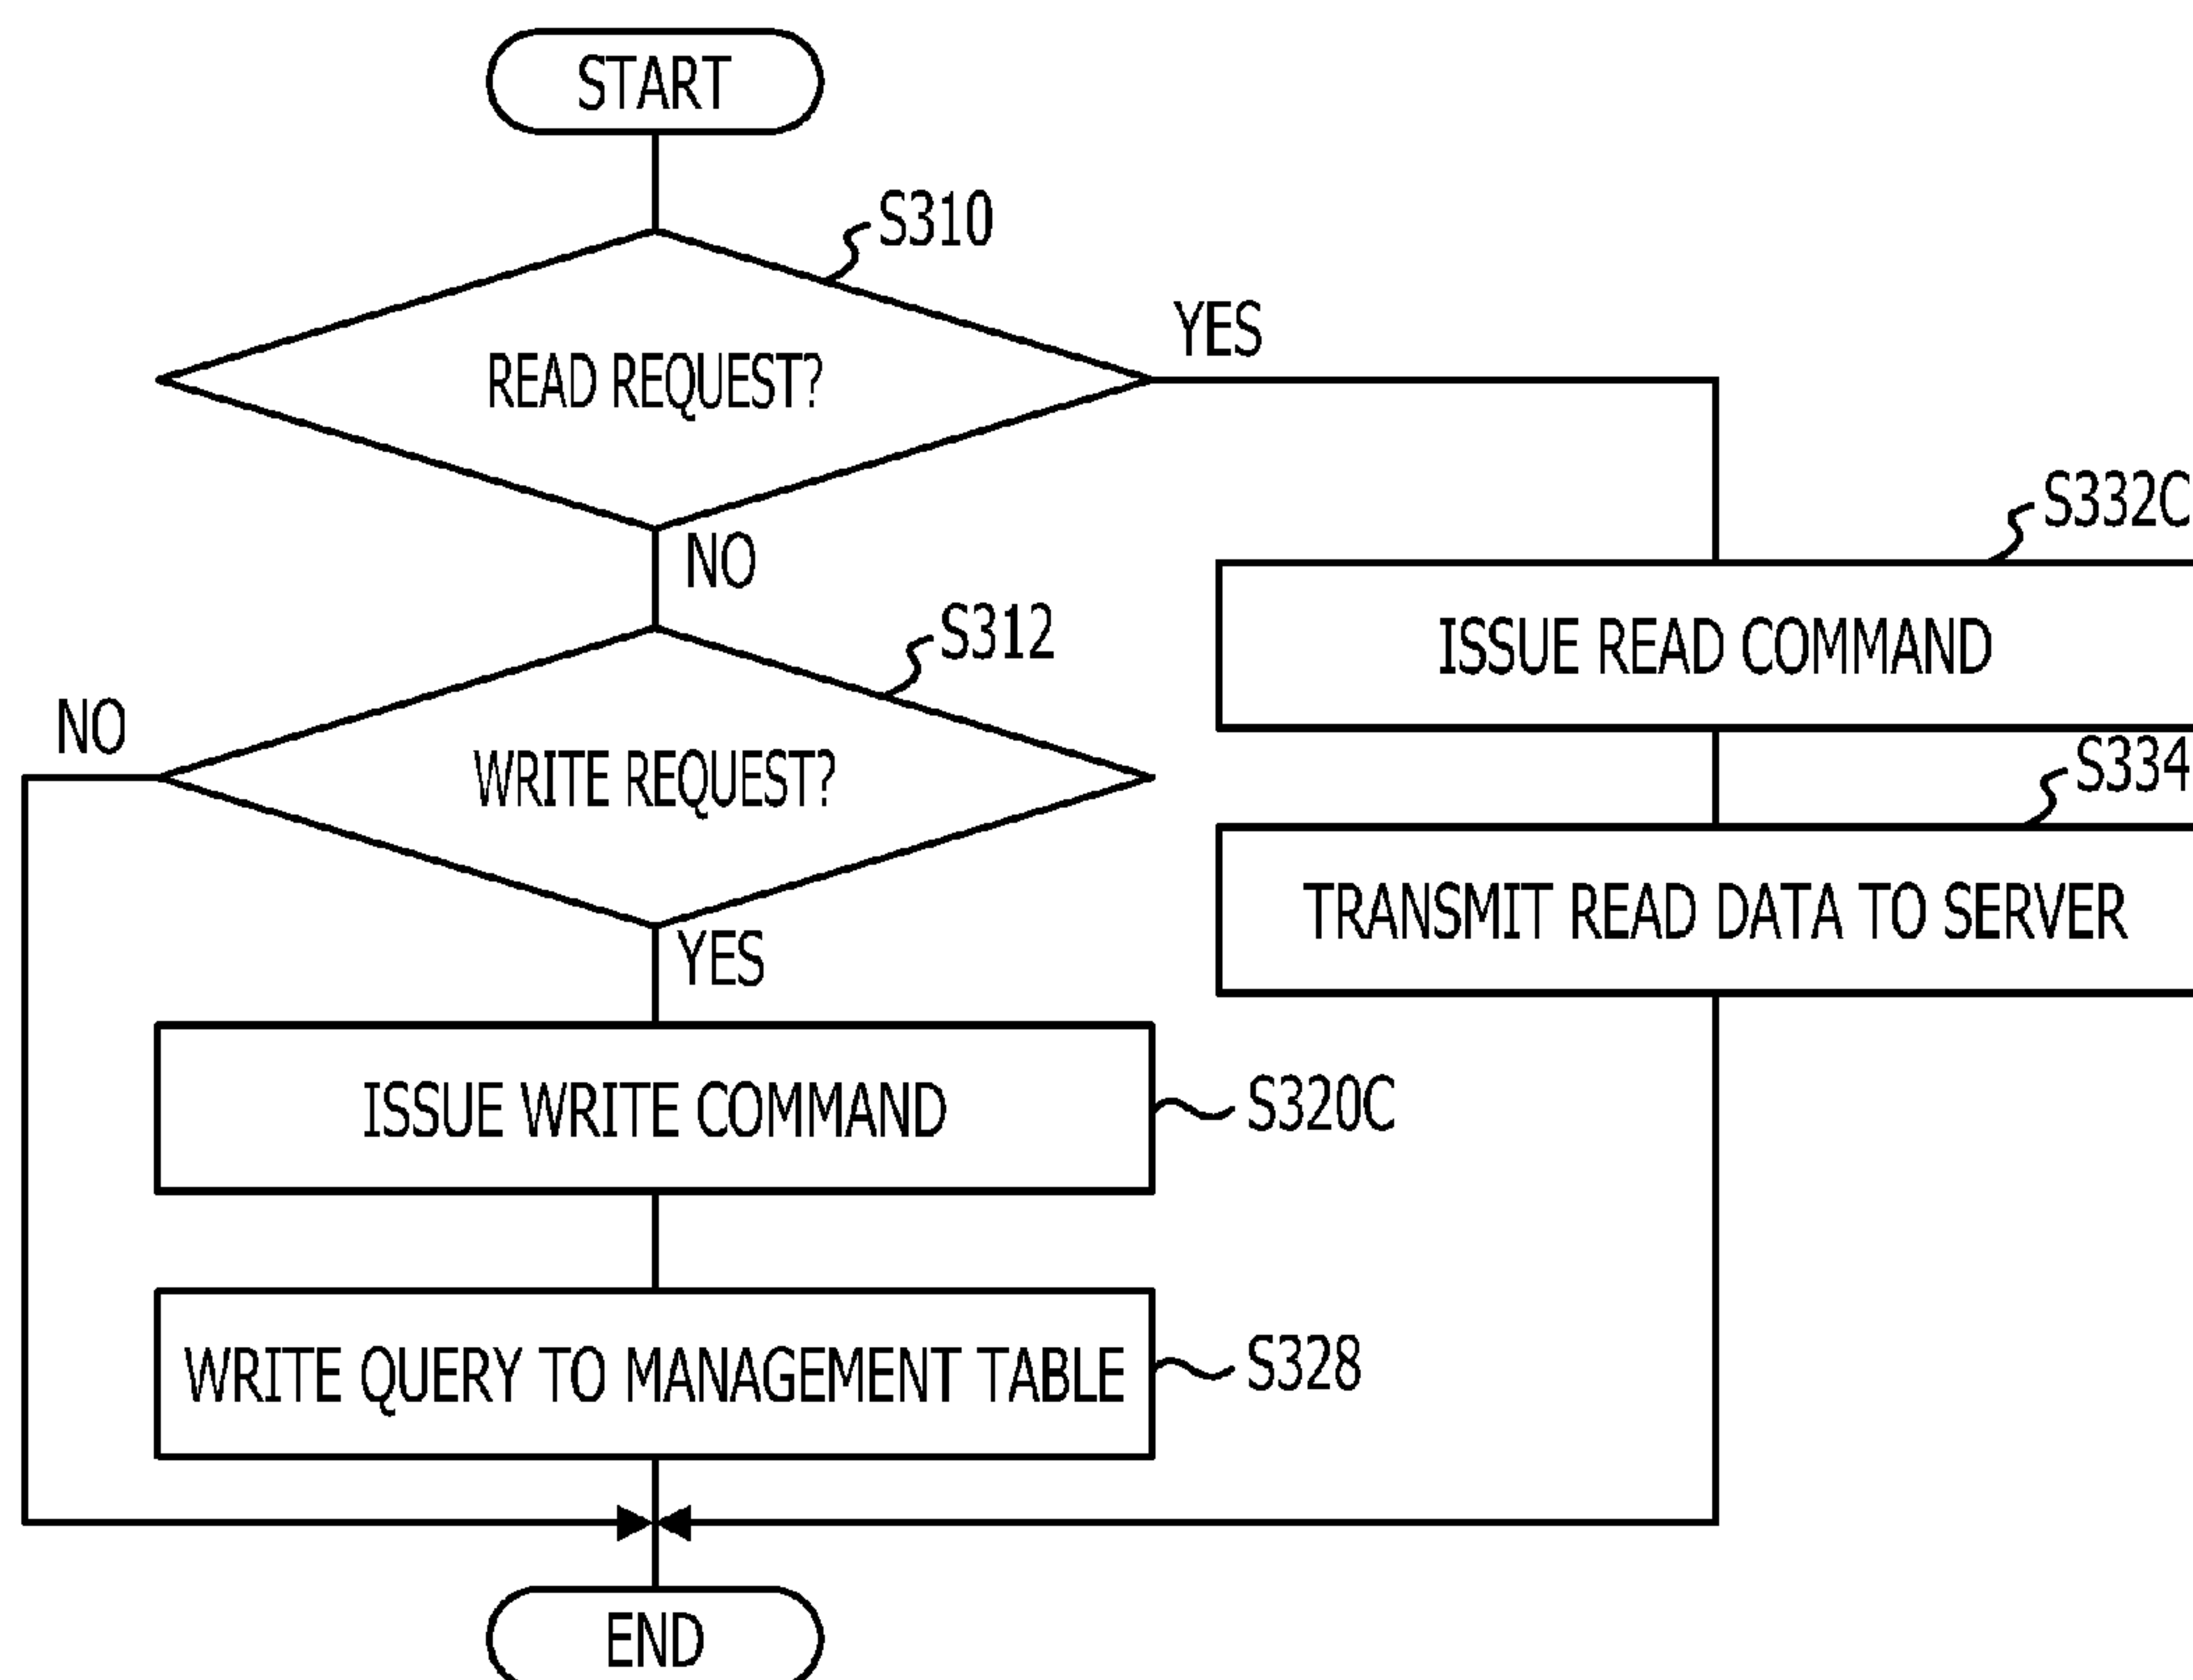 START
S310
READ REQUEST?
YES
NO
S332C
ISSUE READ COMMAND
S312
WRITE REQUEST?
NO
YES
S334
TRANSMIT READ DATA TO SERVER
ISSUE WRITE COMMAND
S320C
WRITE QUERY TO MANAGEMENT TABLE
S328
END